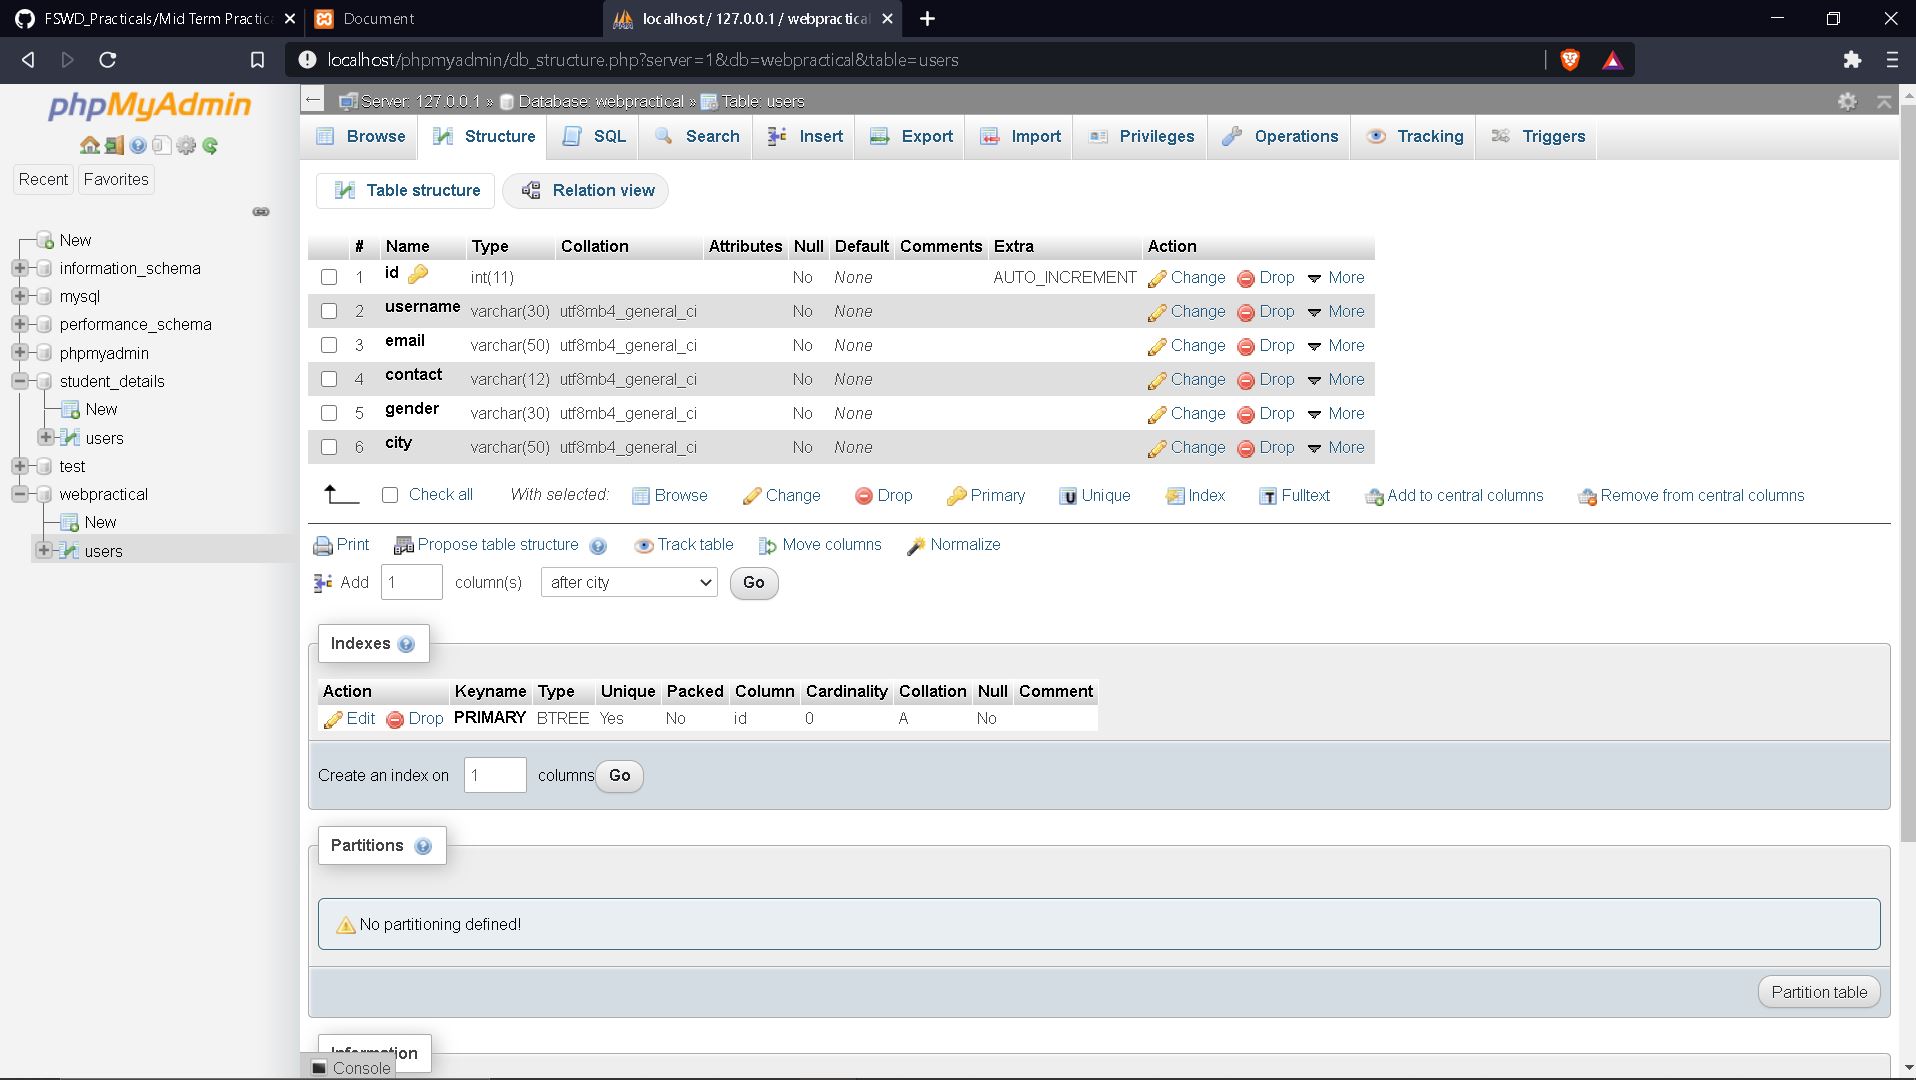 FSWD_Practicals/Mid Term Practica
Document
localhost / 127.0.0.1 / webpractical
localhost/phpmyadmin/db_structure.php?server=1&db=webpractical&table=users
phpMyAdmin
Recent Favorites
New
information_schema
mysql
performance_schema
phpmyadmin
student_details
New
users
test
webpractical
New
users
Server: 127.0.0.1 » Database: webpractical » Table: users
Browse Structure SQL Search Insert Export Import Privileges Operations Tracking Triggers
Table structure Relation view
# Name Type Collation Attributes Null Default Comments Extra Action
1 id int(11) No None AUTO_INCREMENT Change Drop More
2 username varchar(30) utf8mb4_general_ci No None Change Drop More
3 email varchar(50) utf8mb4_general_ci No None Change Drop More
4 contact varchar(12) utf8mb4_general_ci No None Change Drop More
5 gender varchar(30) utf8mb4_general_ci No None Change Drop More
6 city varchar(50) utf8mb4_general_ci No None Change Drop More
Check all With selected: Browse Change Drop Primary Unique Index Fulltext Add to central columns Remove from central columns
Print Propose table structure Track table Move columns Normalize
Add 1 column(s) after city Go
Indexes
Action Keyname Type Unique Packed Column Cardinality Collation Null Comment
Edit Drop PRIMARY BTREE Yes No id 0 A No
Create an index on 1 columns Go
Partitions
No partitioning defined!
Partition table
Information
Console